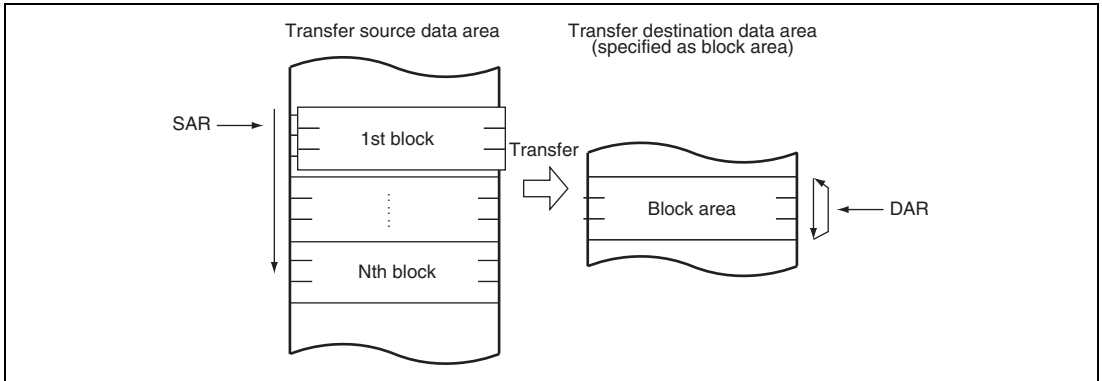 Transfer source data area
Transfer destination data area
(specified as block area)
SAR
1st block
Transfer
Block area
DAR
Nth block